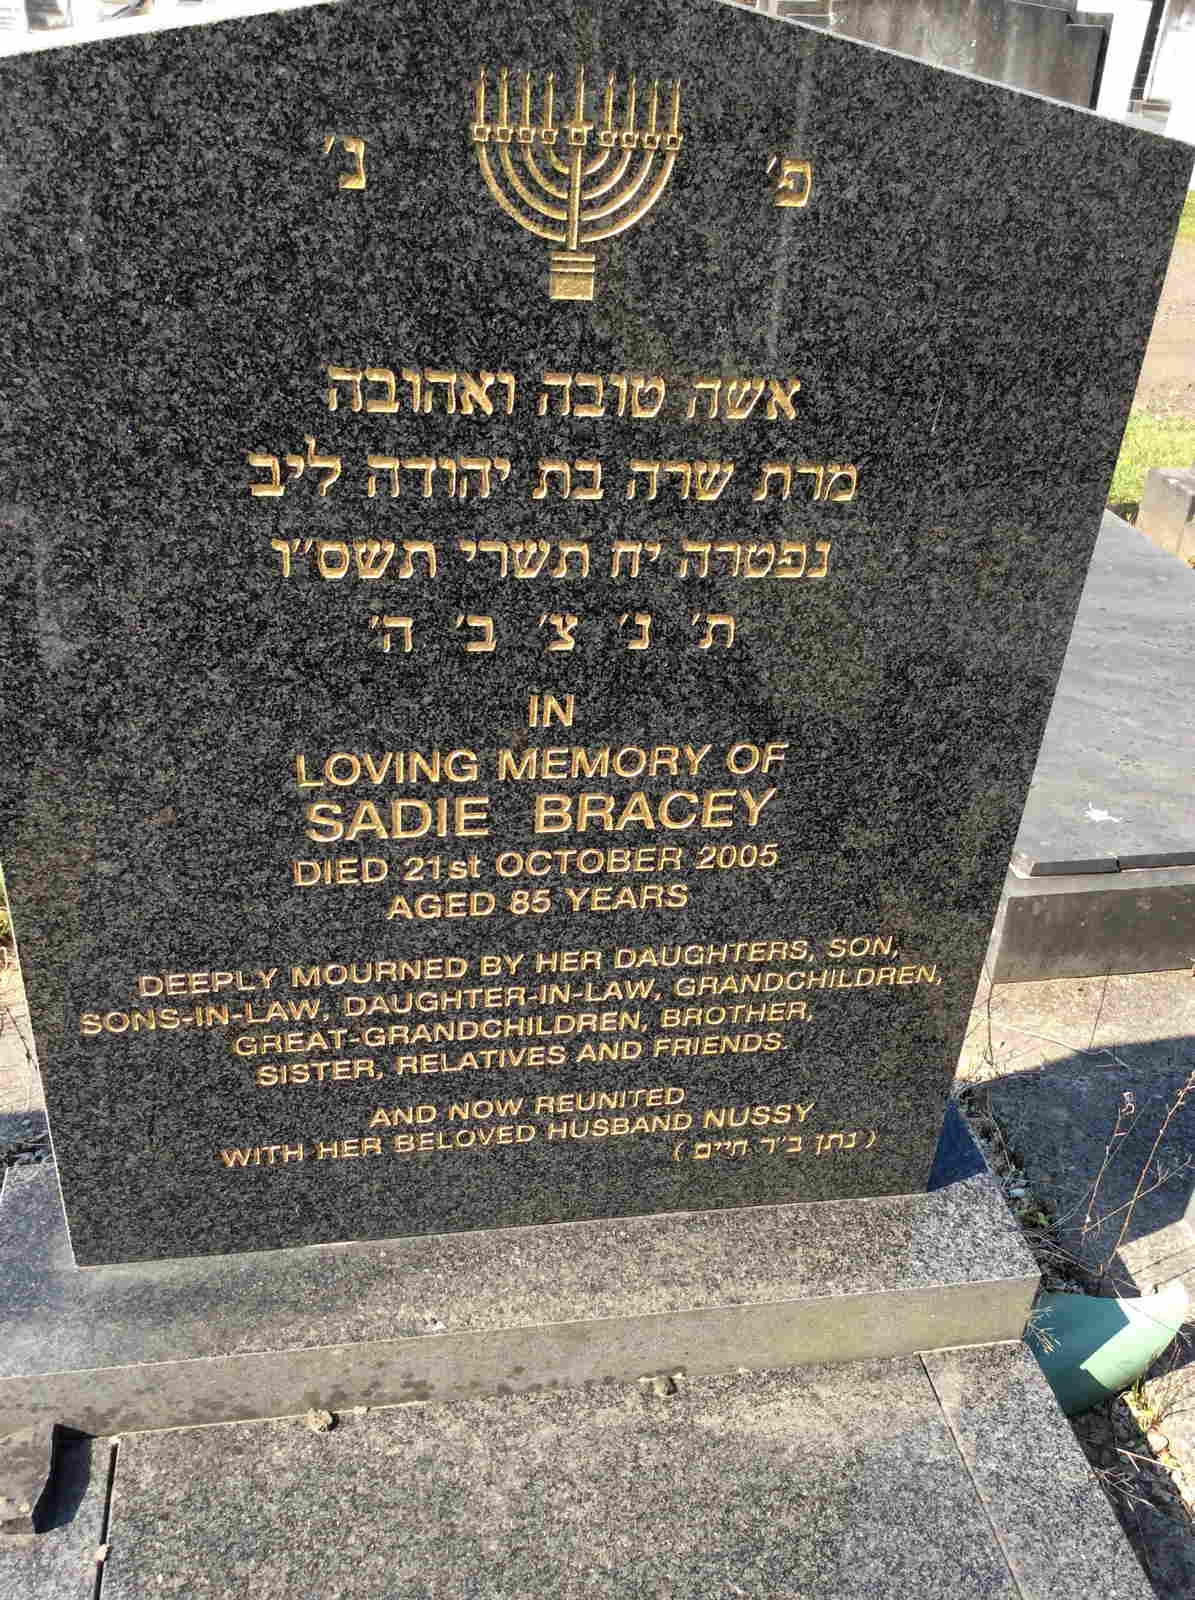 פ׳ נ׳
אשה טובה ואהובה
מרת שרה בת יהודה ליב
נפטרה יח תשרי תשס״ו
ת׳ נ׳ צ׳ ב׳ ה׳
IN
LOVING MEMORY OF
SADIE BRACEY
DIED 21st OCTOBER 2005
AGED 85 YEARS
DEEPLY MOURNED BY HER DAUGHTERS, SON,
SONS-IN-LAW, DAUGHTER-IN-LAW, GRANDCHILDREN,
GREAT-GRANDCHILDREN, BROTHER,
SISTER, RELATIVES AND FRIENDS.
AND NOW REUNITED
WITH HER BELOVED HUSBAND NUSSY
(נתן ב׳ר חיים)